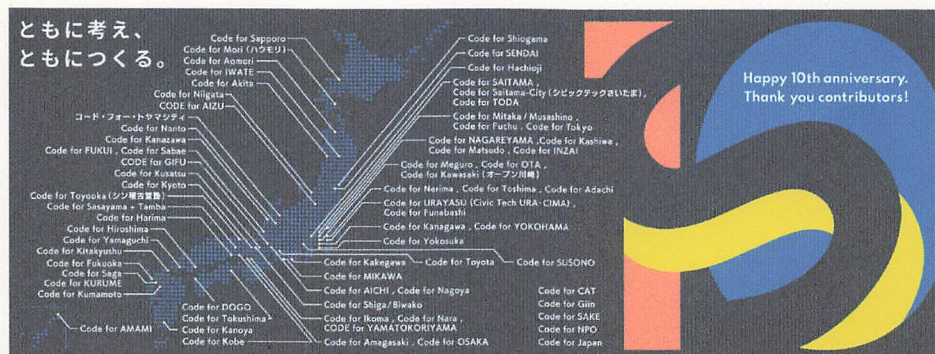 ともに考え、
ともにつくる。
Code for Sapporo
Code for Mori (ハウモリ)
Code for Aomori
Code for IWATE
Code for Akita
Code for Niigata
CODE for AIZU
コード・フォー・トヤマシティ
Code for Nanto
Code for Kanazawa
Code for FUKUI , Code for Sabae
CODE for GIFU
Code for Kusatsu
Code for Kyoto
Code for Toyooka (シン稽古堂塾)
Code for Sasayama + Tamba
Code for Harima
Code for Hiroshima
Code for Yamaguchi
Code for Kitakyushu
Code for Fukuoka
Code for Saga
Code for KURUME
Code for Kumamoto
Code for AMAMI
Code for DOGO
Code for Tokushima
Code for Kanoya
Code for Kobe
Code for Shiogama
Code for SENDAI
Code for Hachioji
Code for SAITAMA ,
Code for Saitama-City (シビックテックさいたま) ,
Code for TODA
Code for Mitaka / Musashino ,
Code for Fuchu , Code for Tokyo
Code for NAGAREYAMA , Code for Kashiwa ,
Code for Matsudo , Code for INZAI
Code for Meguro , Code for OTA ,
Code for Kawasaki (オープン川崎)
Code for Nerima , Code for Toshima , Code for Adachi
Code for URAYASU (Civic Tech URA-CIMA) ,
Code for Funabashi
Code for Kanagawa , Code for YOKOHAMA
Code for Yokosuka
Code for Kakegawa
Code for Toyota
Code for SUSONO
Code for MIKAWA
Code for AICHI , Code for Nagoya
Code for Shiga / Biwako
Code for Ikoma , Code for Nara ,
CODE for YAMATOKORIYAMA
Code for Amagasaki , Code for OSAKA
Code for CAT
Code for Giin
Code for SAKE
Code for NPO
Code for Japan
Happy 10th anniversary.
Thank you contributors!